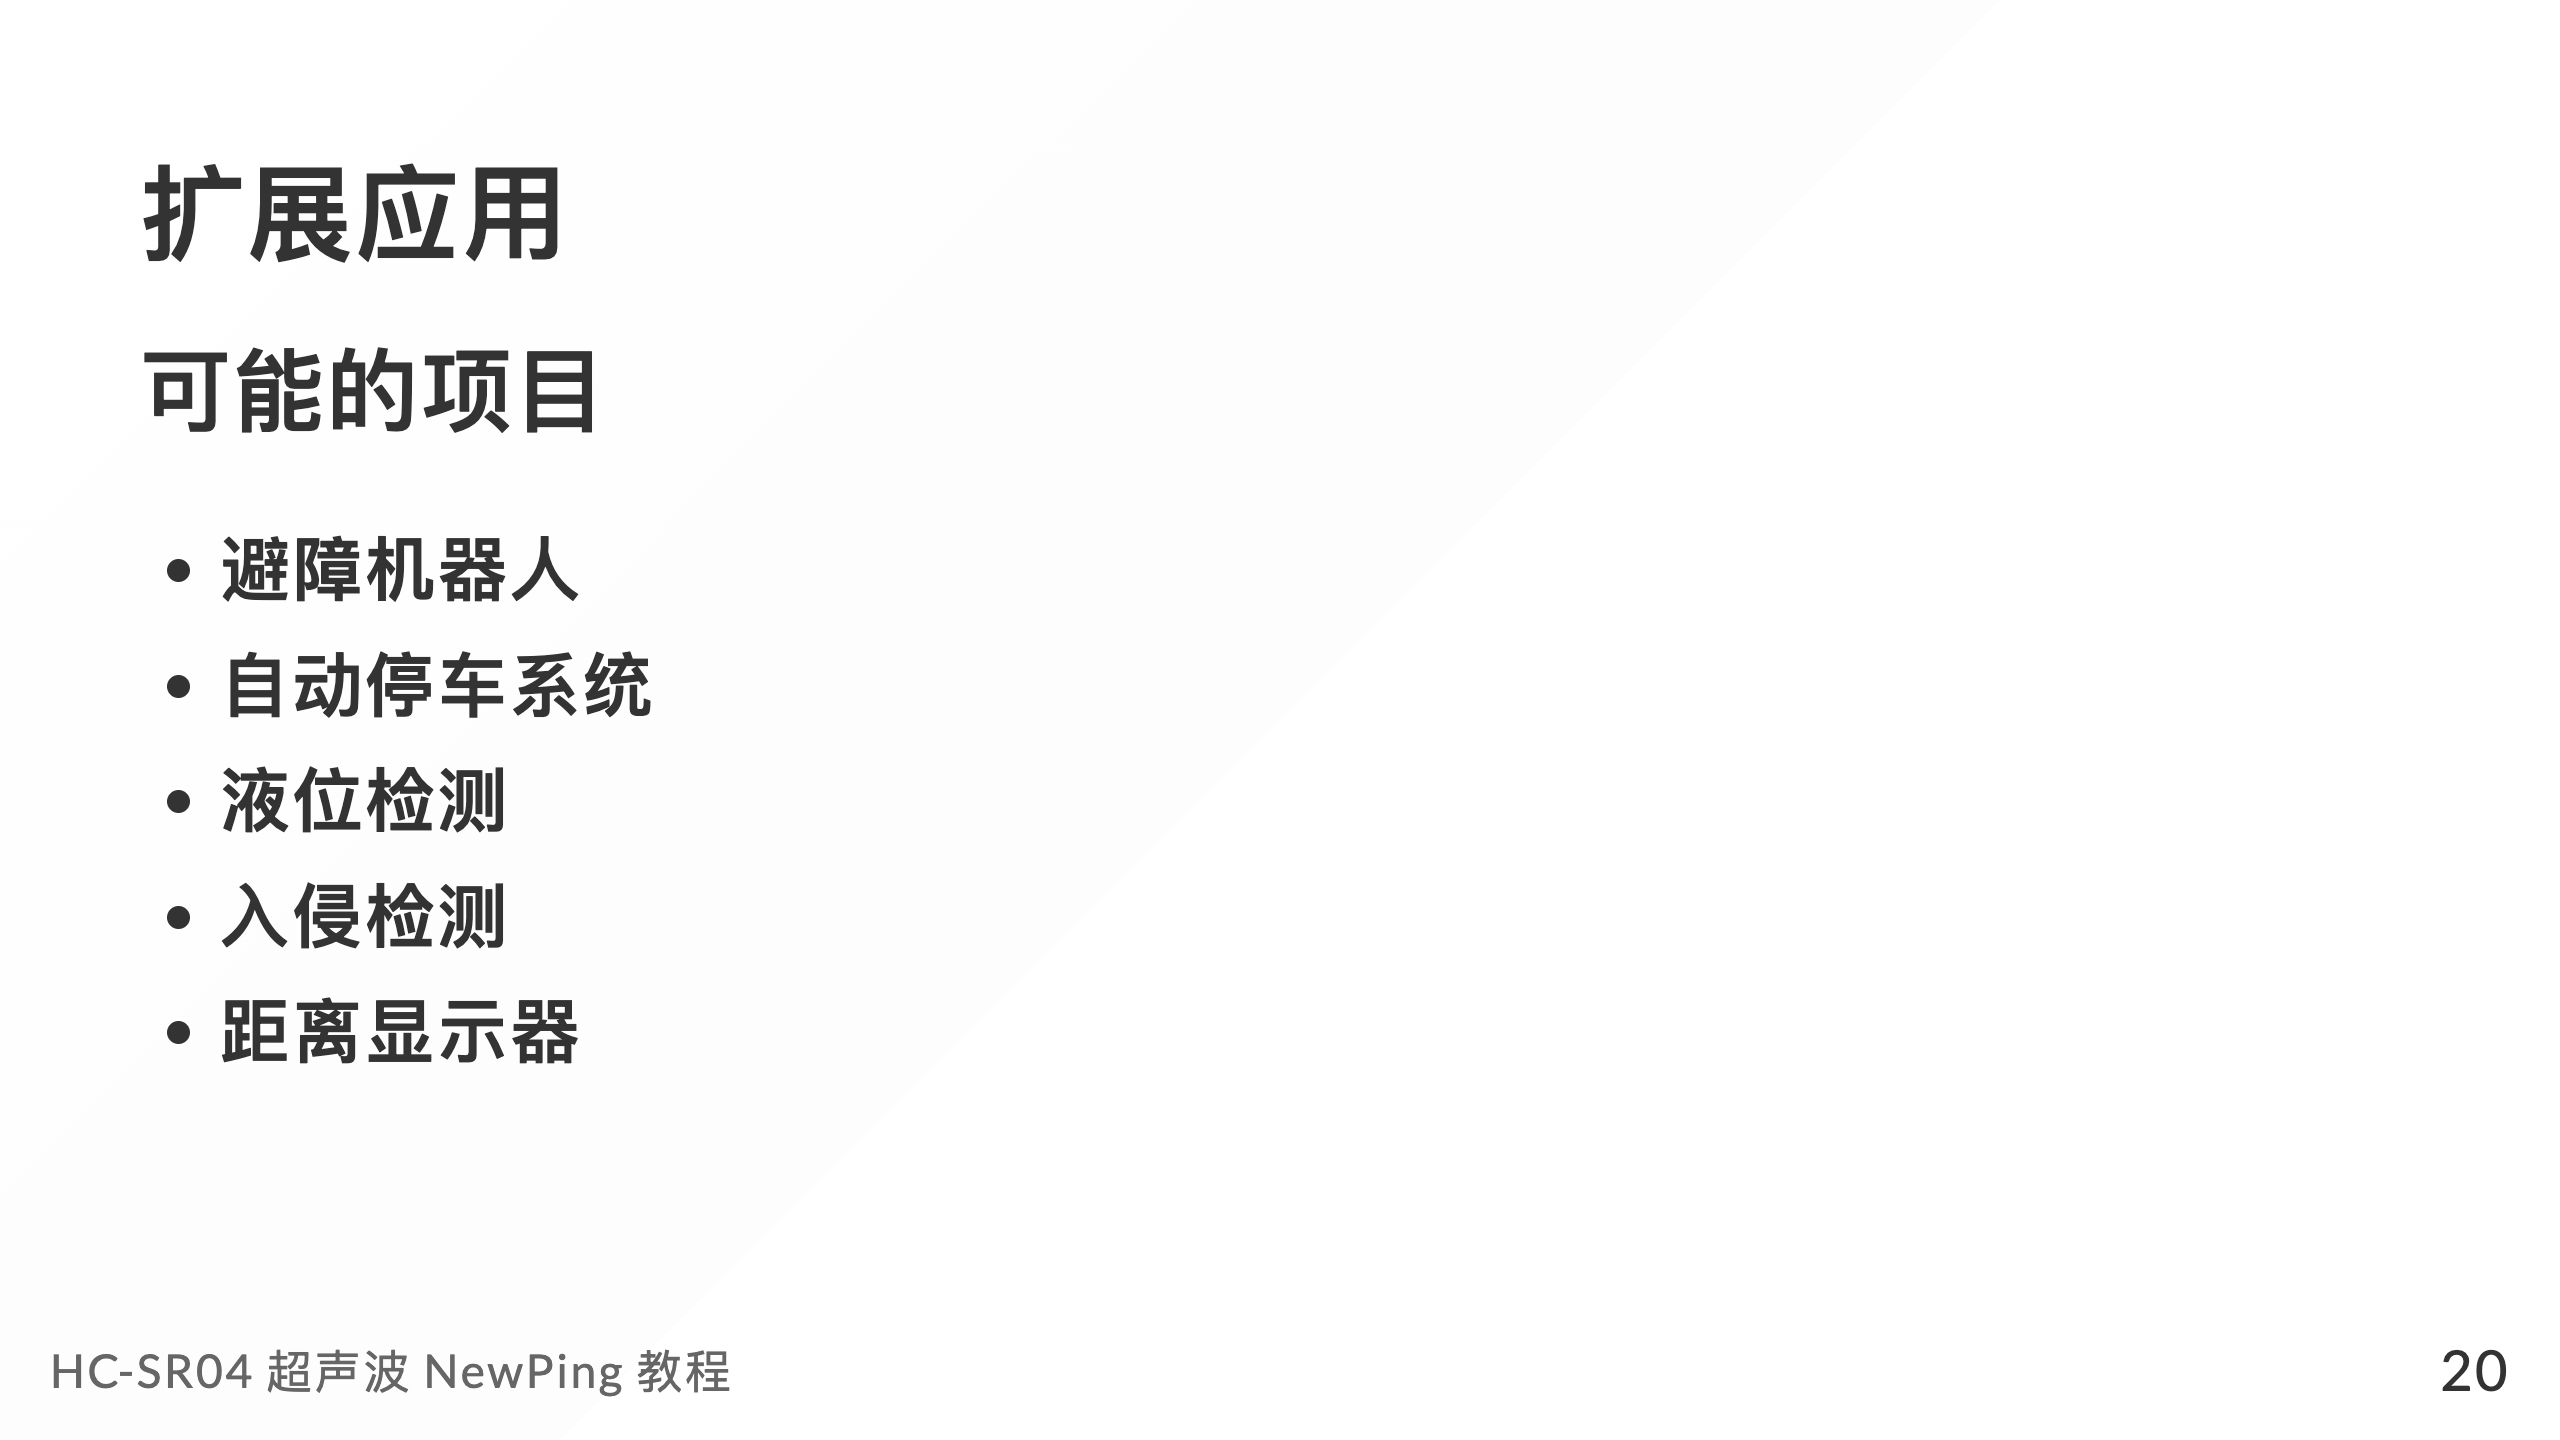 扩展应用
可能的项目
• 避障机器人
• 自动停车系统
• 液位检测
• 入侵检测
• 距离显示器
HC-SR04 超声波 NewPing 教程
20